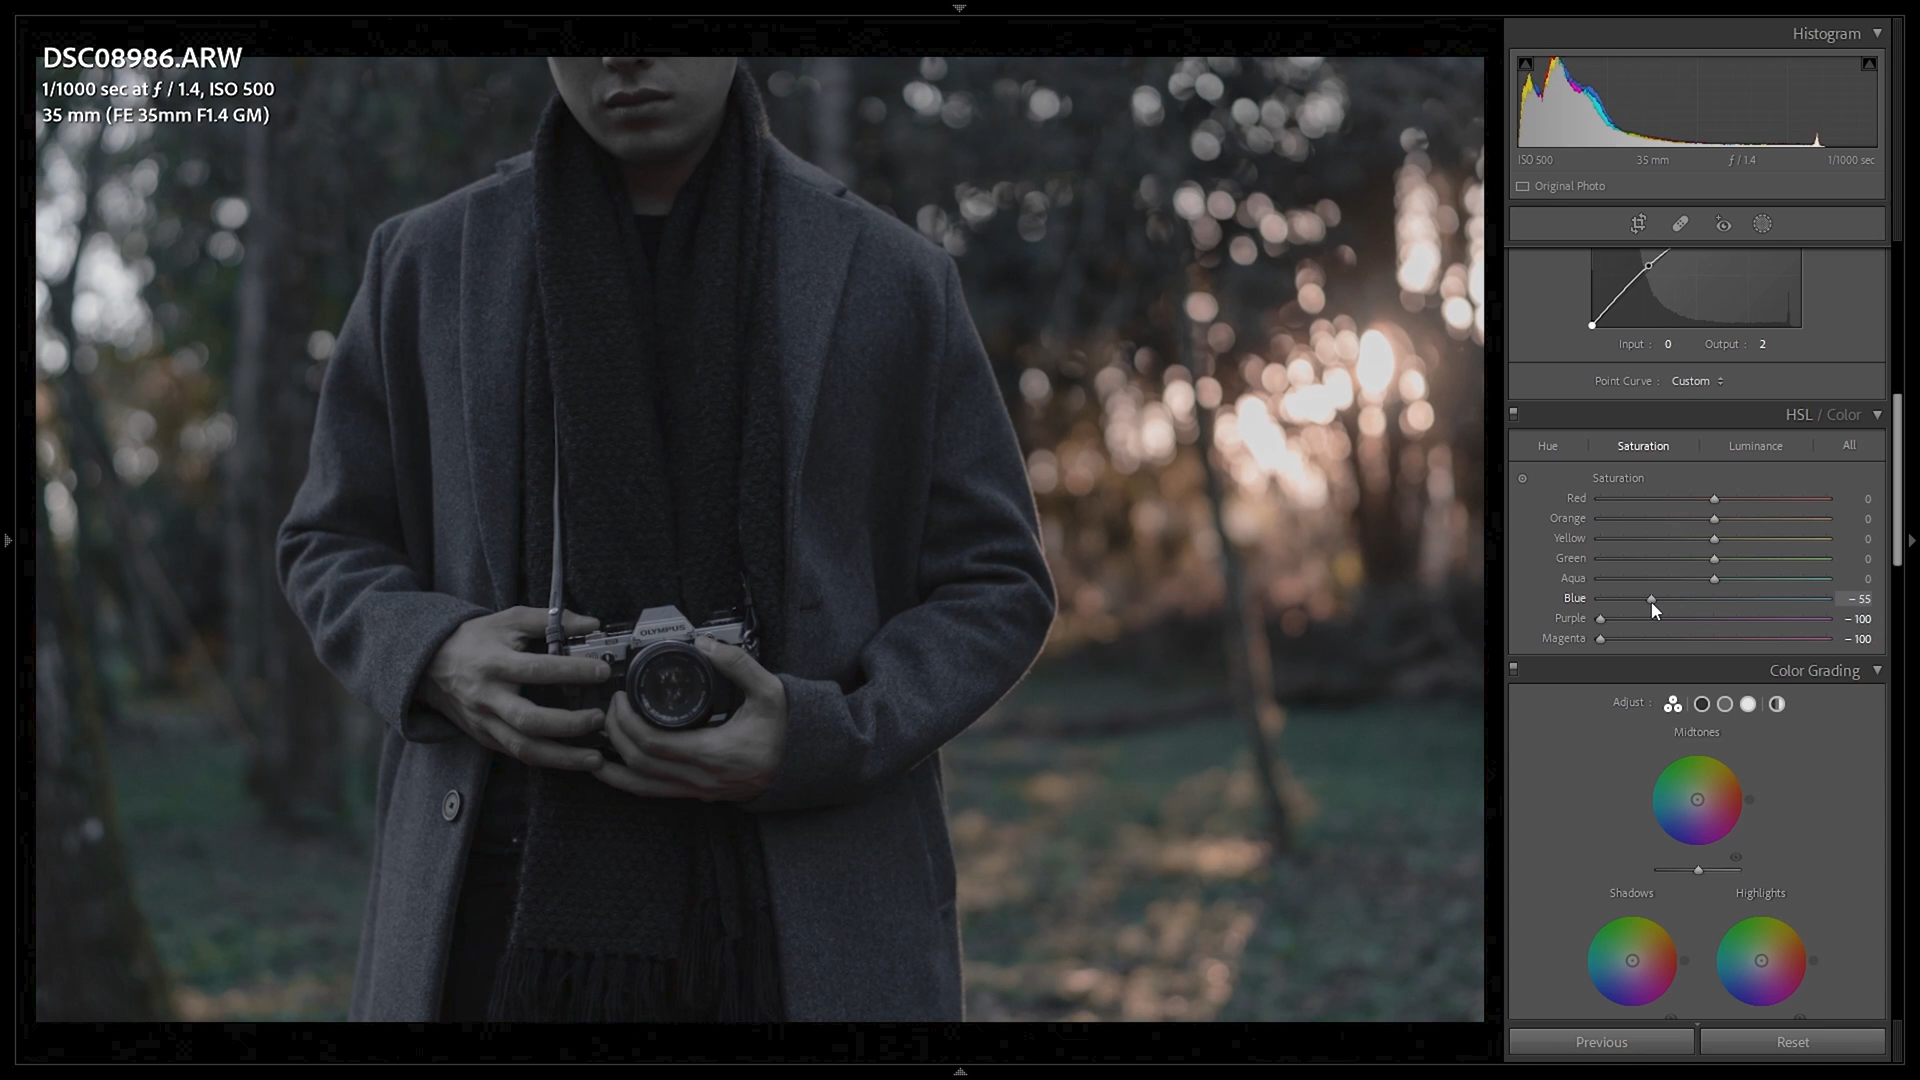 DSC08986.ARW
1/1000 sec at ƒ / 1.4, ISO 500
35 mm (FE 35mm F1.4 GM)
OLYMPUS
Histogram
ISO 500 35 mm ƒ / 1.4 1/1000 sec
Original Photo
Input : 0 Output : 2
Point Curve : Custom
HSL / Color
Hue Saturation Luminance All
Saturation
Red 0
Orange 0
Yellow 0
Green 0
Aqua 0
Blue – 55
Purple – 100
Magenta – 100
Color Grading
Adjust :
Midtones
Shadows Highlights
Previous Reset